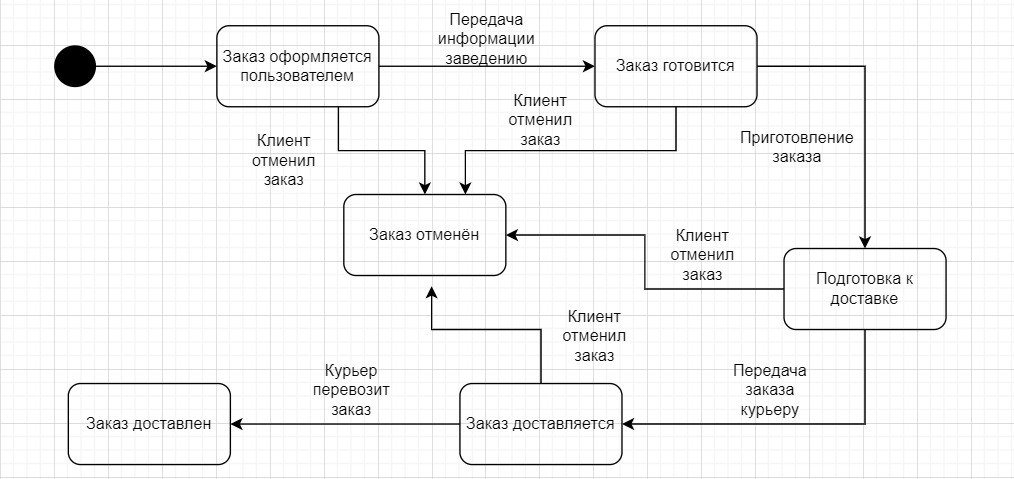 Заказ оформляется
пользователем
Передача
информации
заведению
Заказ готовится
Клиент
отменил
заказ
Клиент
отменил
заказ
Приготовление
заказа
Заказ отменён
Клиент
отменил
заказ
Подготовка к
доставке
Клиент
отменил
заказ
Передача
заказа
курьеру
Заказ доставляется
Курьер
перевозит
заказ
Заказ доставлен